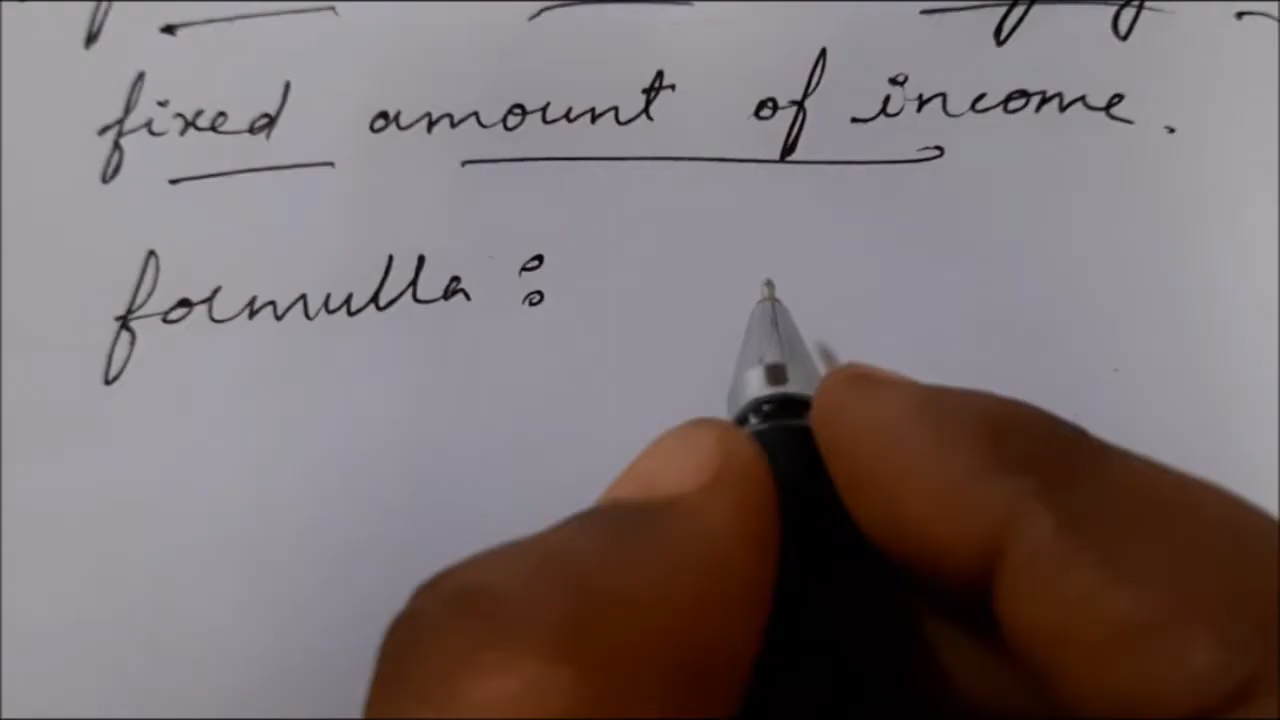 fixed amount of income.
formulla :